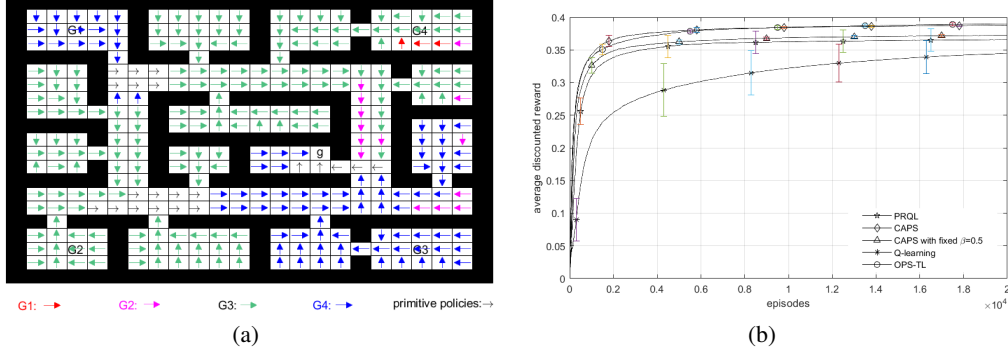 G1
G4
g
G2
G3
G1:
G2:
G3:
G4:
primitive policies:
(a)
average discounted reward
0.4
0.35
0.3
0.25
0.2
0.15
0.1
0.05
0
0 0.2 0.4 0.6 0.8 1 1.2 1.4 1.6 1.8 2
×10⁴
episodes
PRQL
CAPS
CAPS with fixed β=0.5
Q-learning
OPS-TL
(b)